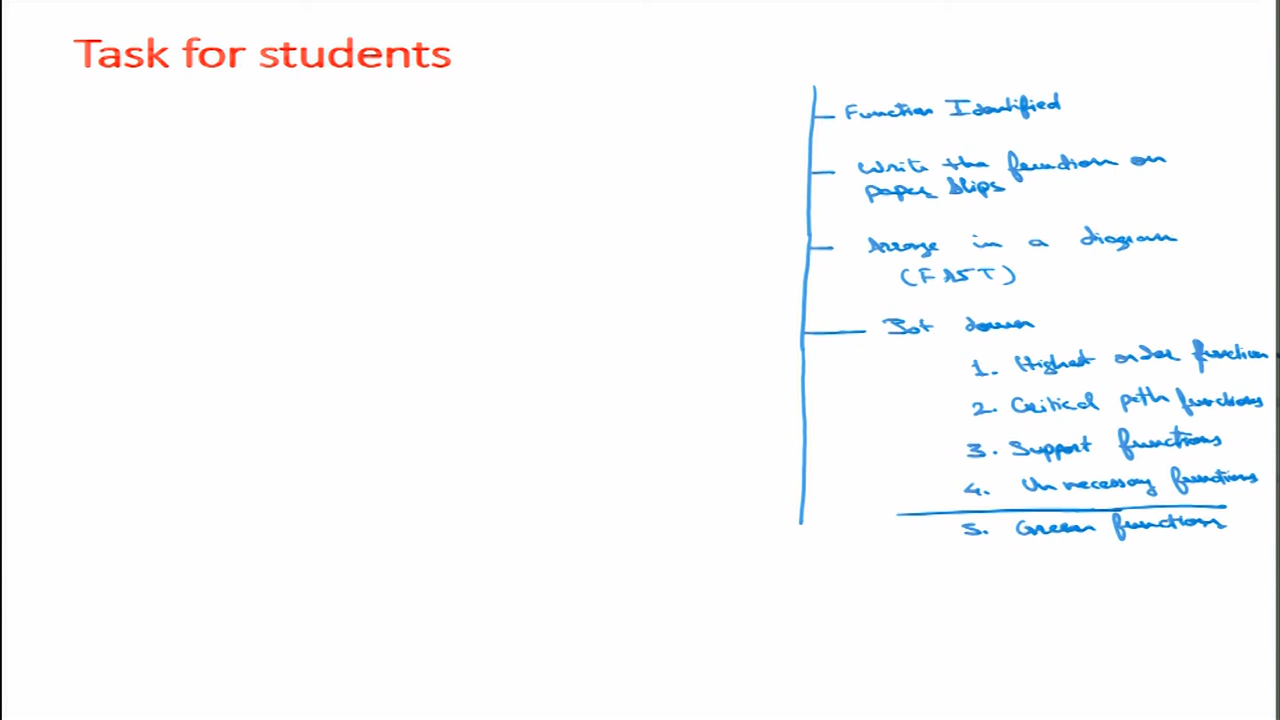 Task for students
Function Identified
Write the function on
paper slips
Arrange in a diagram
(FAST)
Jot down
1. Highest order function
2. Critical path functions
3. Support functions
4. Unnecessary functions
5. Green functions